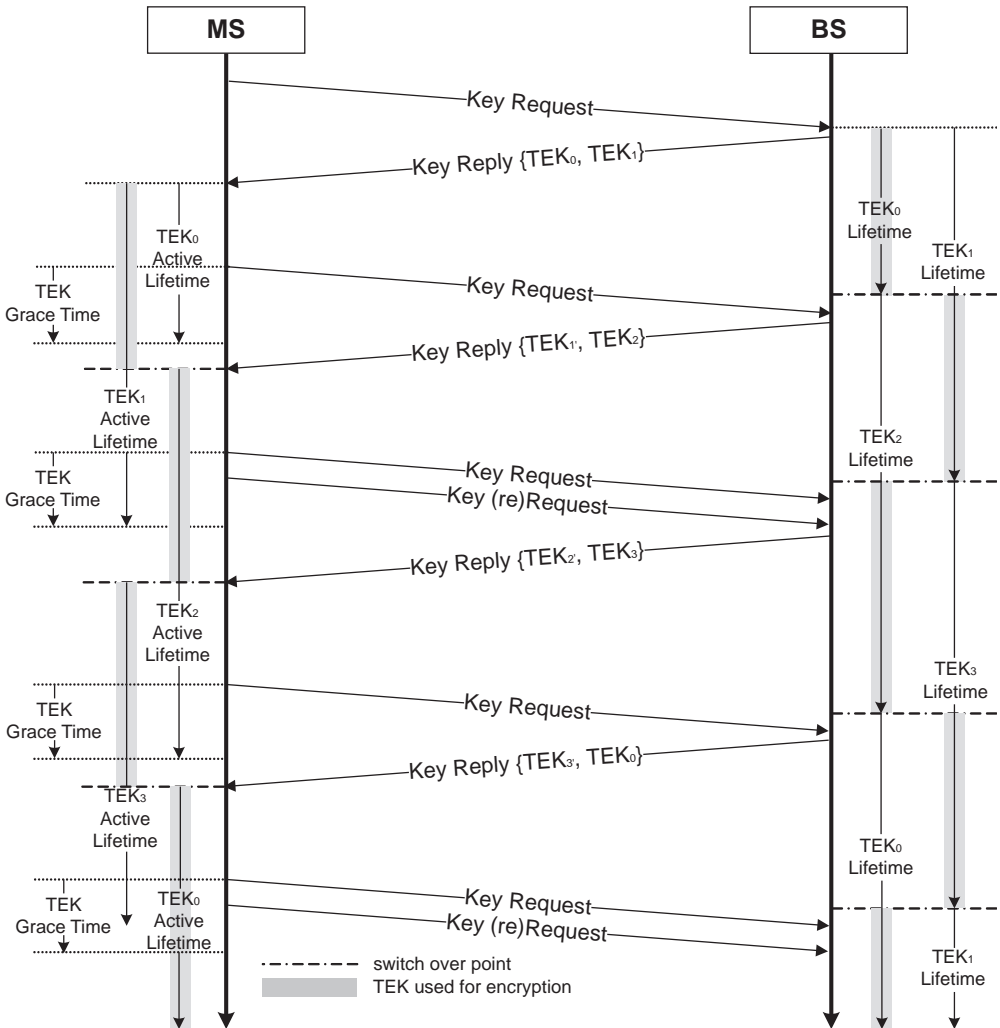 MS
BS
Key Request
Key Reply {TEK₀, TEK₁}
TEK₀
Lifetime
TEK₁
Lifetime
TEK₀
Active
Lifetime
TEK
Grace Time
Key Request
Key Reply {TEK₁', TEK₂}
TEK₁
Active
Lifetime
TEK₂
Lifetime
TEK
Grace Time
Key Request
Key (re)Request
Key Reply {TEK₂', TEK₃}
TEK₂
Active
Lifetime
TEK₃
Lifetime
TEK
Grace Time
Key Request
Key Reply {TEK₃', TEK₀}
TEK₃
Active
Lifetime
TEK₀
Lifetime
TEK
Grace Time
TEK₀
Active
Lifetime
Key Request
Key (re)Request
TEK₁
Lifetime
switch over point
TEK used for encryption